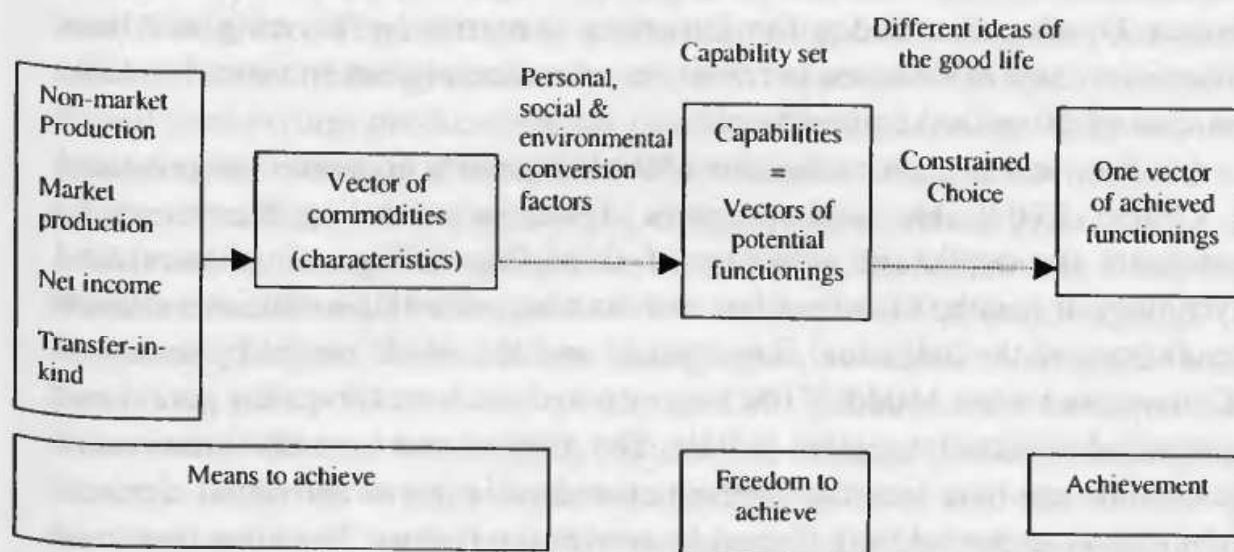 Non-market
Production
Market
production
Net income
Transfer-in-
kind
Vector of
commodities
(characteristics)
Personal,
social &
environmental
conversion
factors
Capability set
Capabilities
=
Vectors of
potential
functionings
Different ideas of
the good life
Constrained
Choice
One vector
of achieved
functionings
Means to achieve
Freedom to
achieve
Achievement